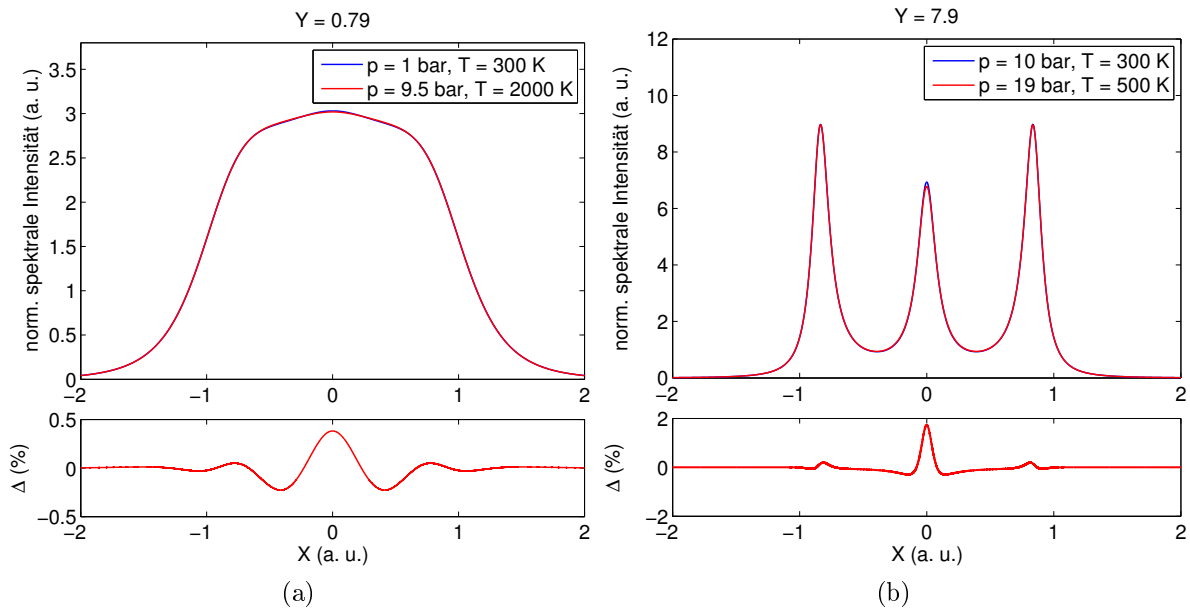 Y = 0.79
norm. spektrale Intensität (a. u.)
3.5
3
2.5
2
1.5
1
0.5
0
p = 1 bar, T = 300 K
p = 9.5 bar, T = 2000 K
−2 −1 0 1 2
Δ (%)
0.5
0
−0.5
−2 −1 0 1 2
X (a. u.)
(a)
Y = 7.9
norm. spektrale Intensität (a. u.)
12
10
8
6
4
2
0
p = 10 bar, T = 300 K
p = 19 bar, T = 500 K
−2 −1 0 1 2
Δ (%)
2
0
−2
−2 −1 0 1 2
X (a. u.)
(b)